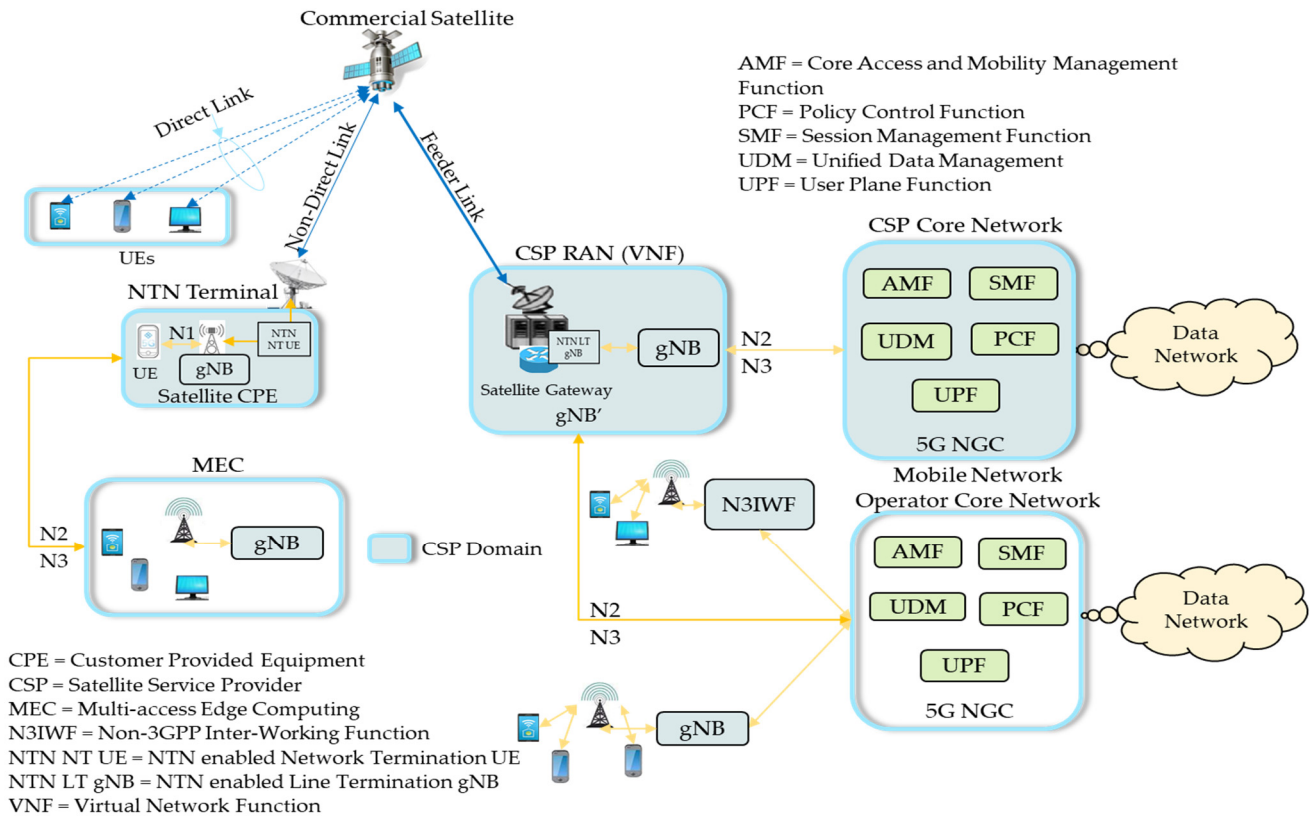 Commercial Satellite
AMF = Core Access and Mobility Management
Function
PCF = Policy Control Function
SMF = Session Management Function
UDM = Unified Data Management
UPF = User Plane Function
Direct Link
Non-Direct Link
Feeder Link
UEs
NTN Terminal
N1
NTN
NT UE
UE
gNB
Satellite CPE
CSP RAN (VNF)
NTN LT
gNB
gNB
Satellite Gateway
gNB’
N2
N3
CSP Core Network
AMF
SMF
UDM
PCF
UPF
5G NGC
Data
Network
MEC
gNB
N2
N3
CSP Domain
N3IWF
Mobile Network
Operator Core Network
AMF
SMF
UDM
PCF
UPF
5G NGC
Data
Network
N2
N3
gNB
CPE = Customer Provided Equipment
CSP = Satellite Service Provider
MEC = Multi-access Edge Computing
N3IWF = Non-3GPP Inter-Working Function
NTN NT UE = NTN enabled Network Termination UE
NTN LT gNB = NTN enabled Line Termination gNB
VNF = Virtual Network Function